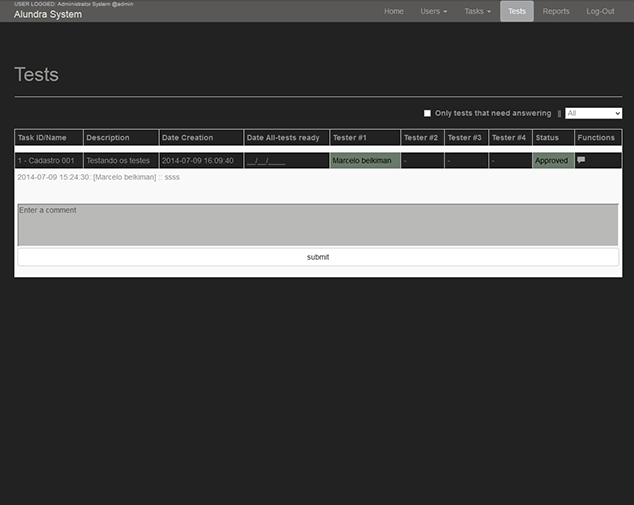 USER LOGGED: Administrator System @admin
Alundra System
Home Users Tasks Tests Reports Log-Out
Tests
Only tests that need answering || All
Task ID/Name Description Date Creation Date All-tests ready Tester #1 Tester #2 Tester #3 Tester #4 Status Functions
1 - Cadastro 001 Testando os testes 2014-07-09 16:09:40 __/__/____ Marcelo belkiman - - - Approved
2014-07-09 15:24:30: [Marcelo belkiman] :: ssss
Enter a comment
submit